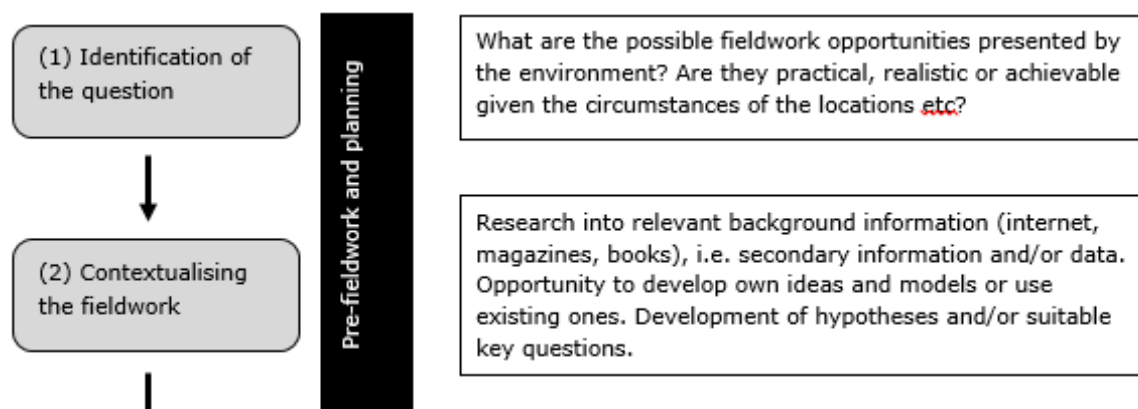 (1) Identification of
the question
What are the possible fieldwork opportunities presented by
the environment? Are they practical, realistic or achievable
given the circumstances of the locations etc?
Pre-fieldwork and planning
(2) Contextualising
the fieldwork
Research into relevant background information (internet,
magazines, books), i.e. secondary information and/or data.
Opportunity to develop own ideas and models or use
existing ones. Development of hypotheses and/or suitable
key questions.